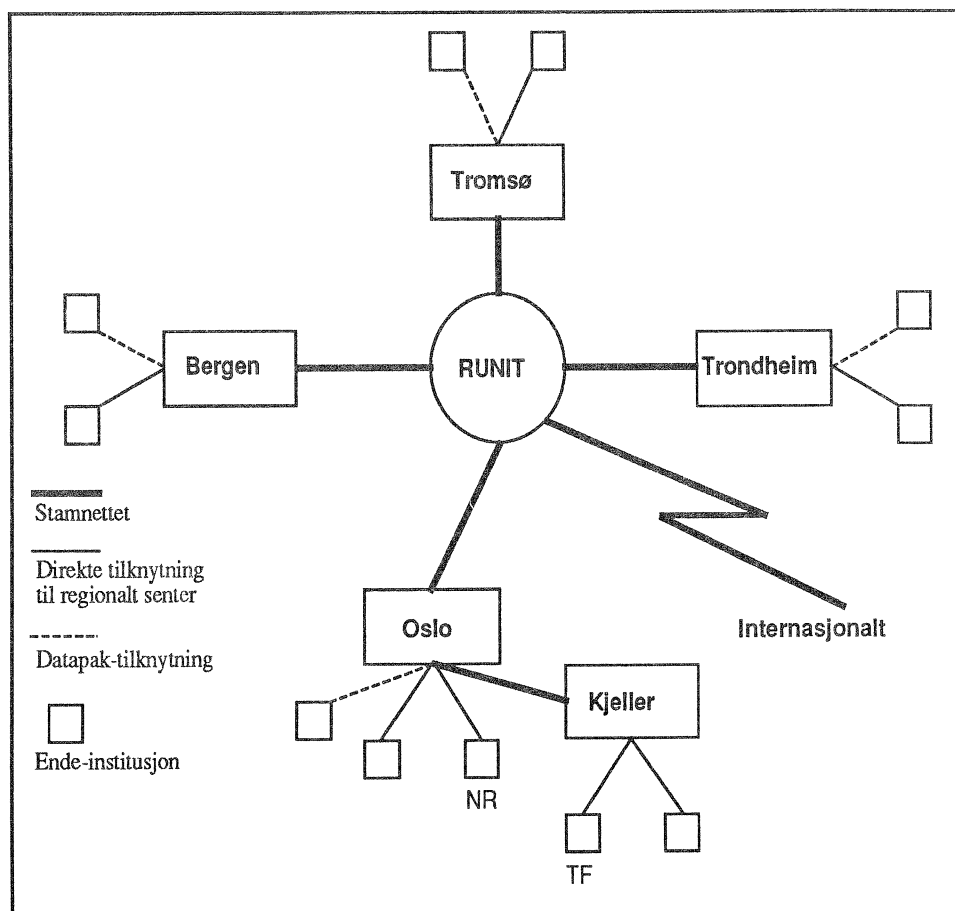 Tromsø
Bergen
RUNIT
Trondheim
Stamnettet
Direkte tilknytning
til regionalt senter
Oslo
Internasjonalt
Datapak-tilknytning
Kjeller
Ende-institusjon
NR
TF